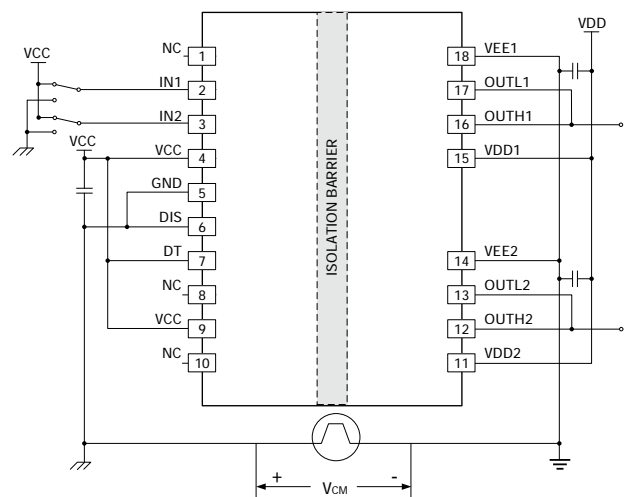 VCC
VDD
NC
1
IN1
2
IN2
3
VCC
VCC
4
GND
5
DIS
6
DT
7
NC
8
VCC
9
NC
10
ISOLATION BARRIER
VEE1
18
OUTL1
17
OUTH1
16
VDD1
15
VEE2
14
OUTL2
13
OUTH2
12
VDD2
11
+
VCM
-